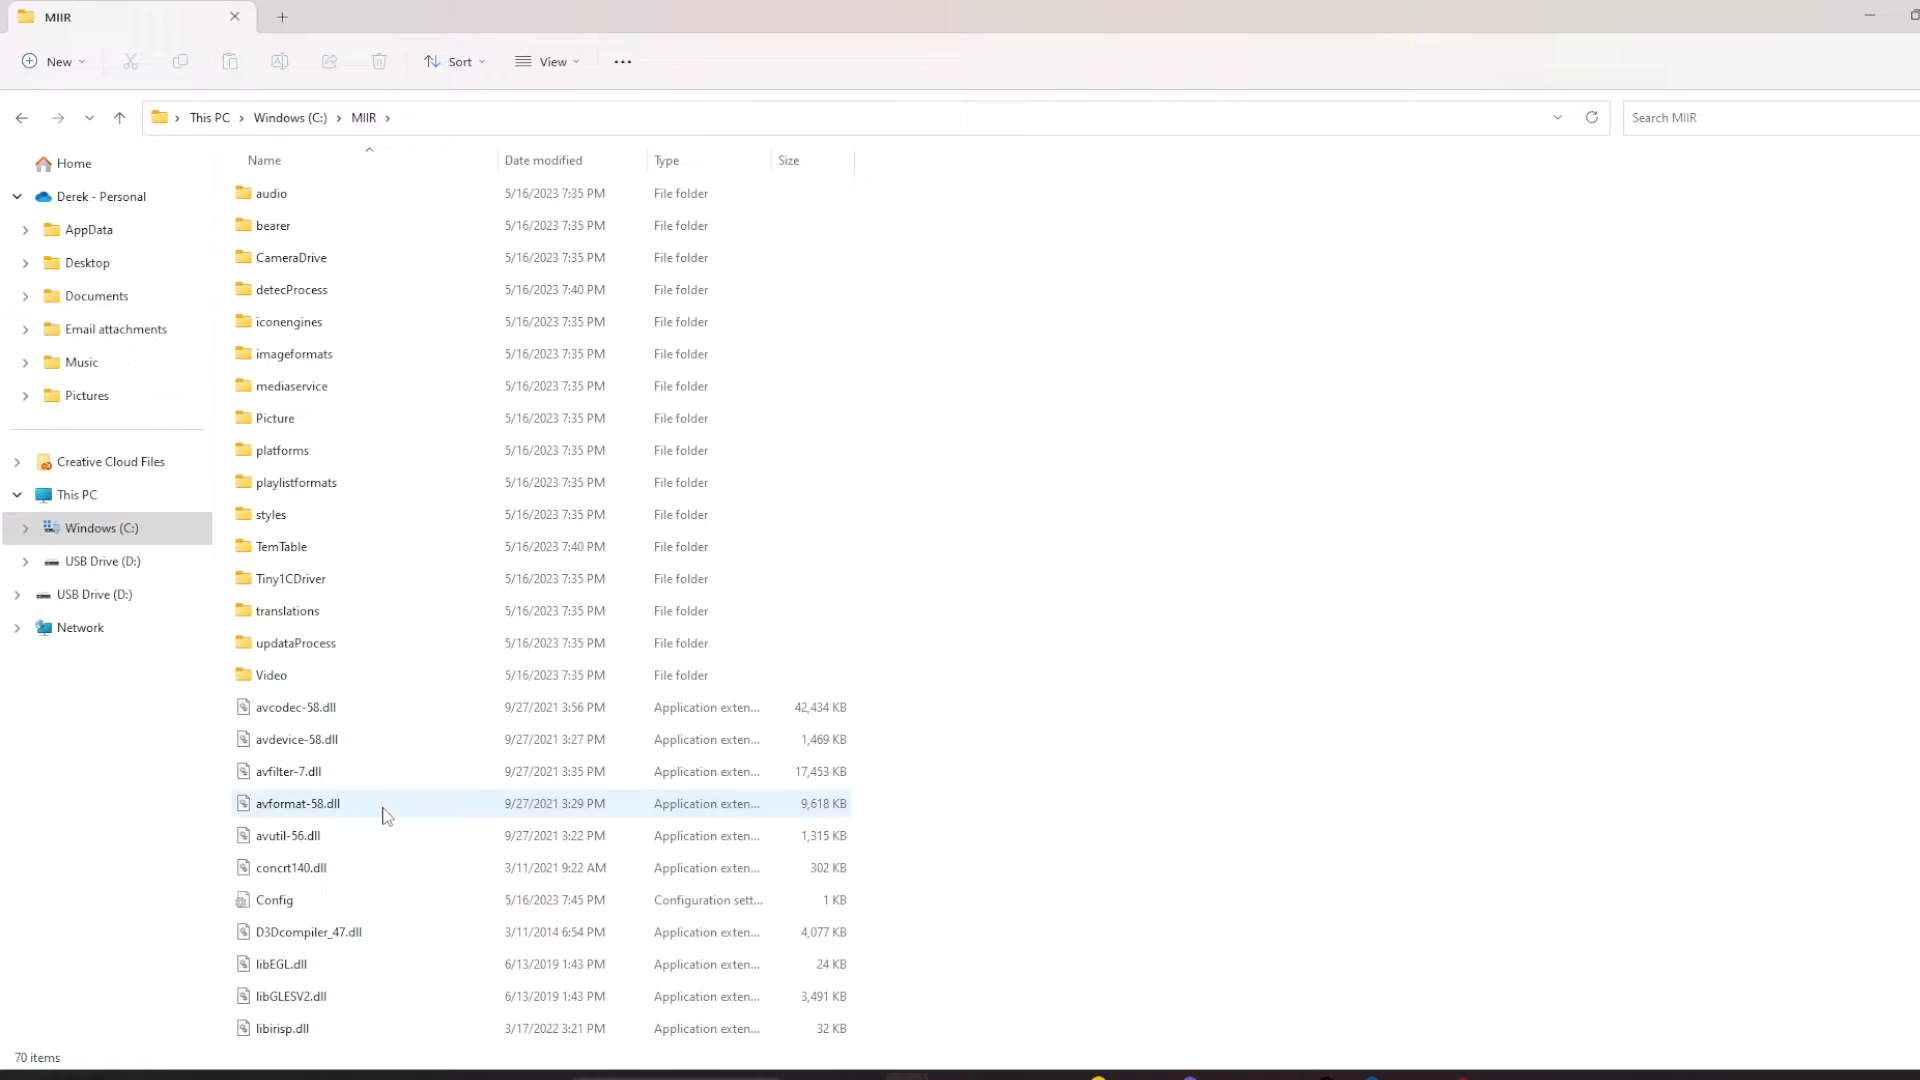 MIIR
New
Sort
View
This PC
Windows (C:)
MIIR
Search MIIR
Home
Derek - Personal
AppData
Desktop
Documents
Email attachments
Music
Pictures
Creative Cloud Files
This PC
Windows (C:)
USB Drive (D:)
USB Drive (D:)
Network
Name Date modified Type Size
audio 5/16/2023 7:35 PM File folder
bearer 5/16/2023 7:35 PM File folder
CameraDrive 5/16/2023 7:35 PM File folder
detecProcess 5/16/2023 7:40 PM File folder
iconengines 5/16/2023 7:35 PM File folder
imageformats 5/16/2023 7:35 PM File folder
mediaservice 5/16/2023 7:35 PM File folder
Picture 5/16/2023 7:35 PM File folder
platforms 5/16/2023 7:35 PM File folder
playlistformats 5/16/2023 7:35 PM File folder
styles 5/16/2023 7:35 PM File folder
TemTable 5/16/2023 7:40 PM File folder
Tiny1CDriver 5/16/2023 7:35 PM File folder
translations 5/16/2023 7:35 PM File folder
updataProcess 5/16/2023 7:35 PM File folder
Video 5/16/2023 7:35 PM File folder
avcodec-58.dll 9/27/2021 3:56 PM Application exten... 42,434 KB
avdevice-58.dll 9/27/2021 3:27 PM Application exten... 1,469 KB
avfilter-7.dll 9/27/2021 3:35 PM Application exten... 17,453 KB
avformat-58.dll 9/27/2021 3:29 PM Application exten... 9,618 KB
avutil-56.dll 9/27/2021 3:22 PM Application exten... 1,315 KB
concrt140.dll 3/11/2021 9:22 AM Application exten... 302 KB
Config 5/16/2023 7:45 PM Configuration sett... 1 KB
D3Dcompiler_47.dll 3/11/2014 6:54 PM Application exten... 4,077 KB
libEGL.dll 6/13/2019 1:43 PM Application exten... 24 KB
libGLESV2.dll 6/13/2019 1:43 PM Application exten... 3,491 KB
libirisp.dll 3/17/2022 3:21 PM Application exten... 32 KB
70 items